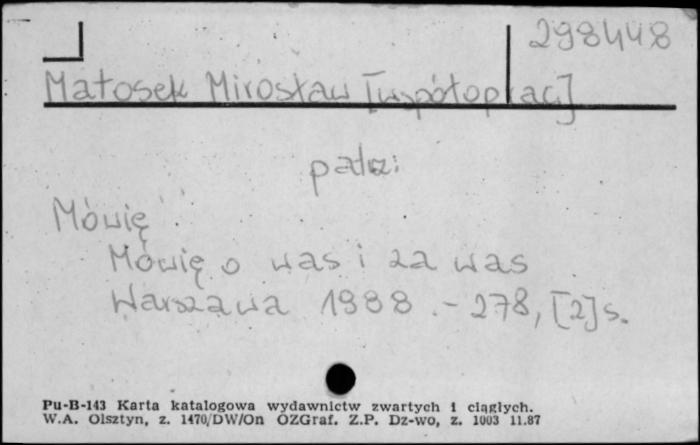 298448
Małosek Mirosław [współoprac]
patrz:
Mówię
Mówię o was i za was
Warszawa 1988 . - 278, [2] s.
Pu-B-143 Karta katalogowa wydawnictw zwartych i ciągłych.
W.A. Olsztyn, z. 1470/DW/On OZGraf. Z.P. Dz-wo, z. 1003 11.87